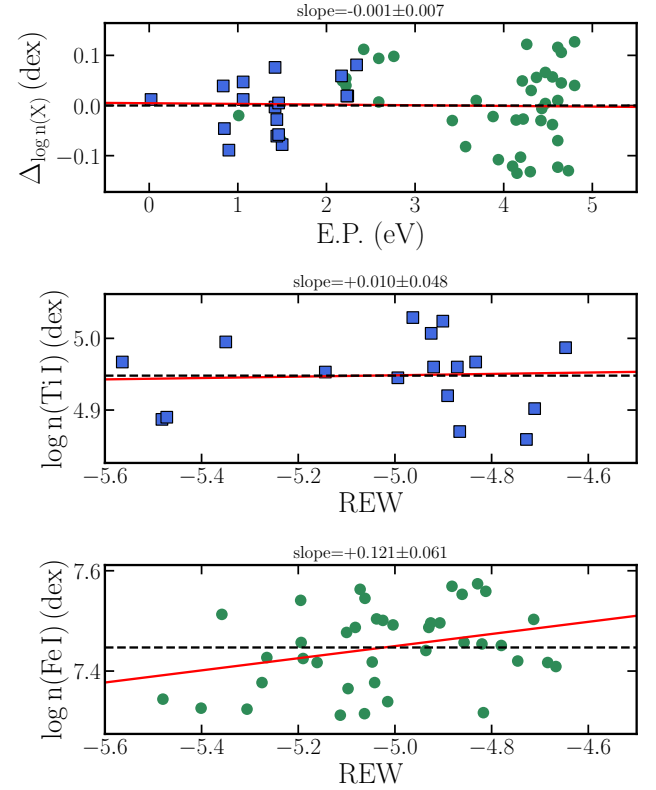 slope=-0.001±0.007
Δlog n(X) (dex)
0.1
0.0
−0.1
0 1 2 3 4 5
E.P. (eV)
slope=+0.010±0.048
log n(Ti I) (dex)
5.0
4.9
−5.6 −5.4 −5.2 −5.0 −4.8 −4.6
REW
slope=+0.121±0.061
log n(Fe I) (dex)
7.6
7.4
−5.6 −5.4 −5.2 −5.0 −4.8 −4.6
REW